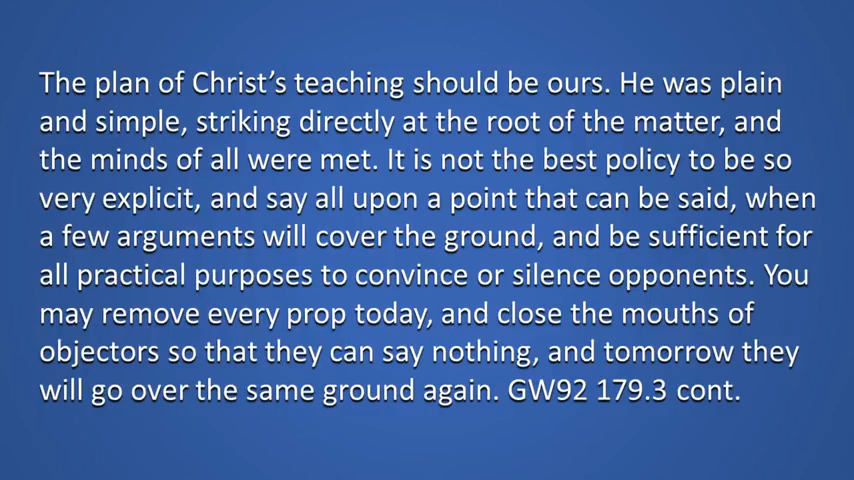 The plan of Christ’s teaching should be ours. He was plain
and simple, striking directly at the root of the matter, and
the minds of all were met. It is not the best policy to be so
very explicit, and say all upon a point that can be said, when
a few arguments will cover the ground, and be sufficient for
all practical purposes to convince or silence opponents. You
may remove every prop today, and close the mouths of
objectors so that they can say nothing, and tomorrow they
will go over the same ground again. GW92 179.3 cont.